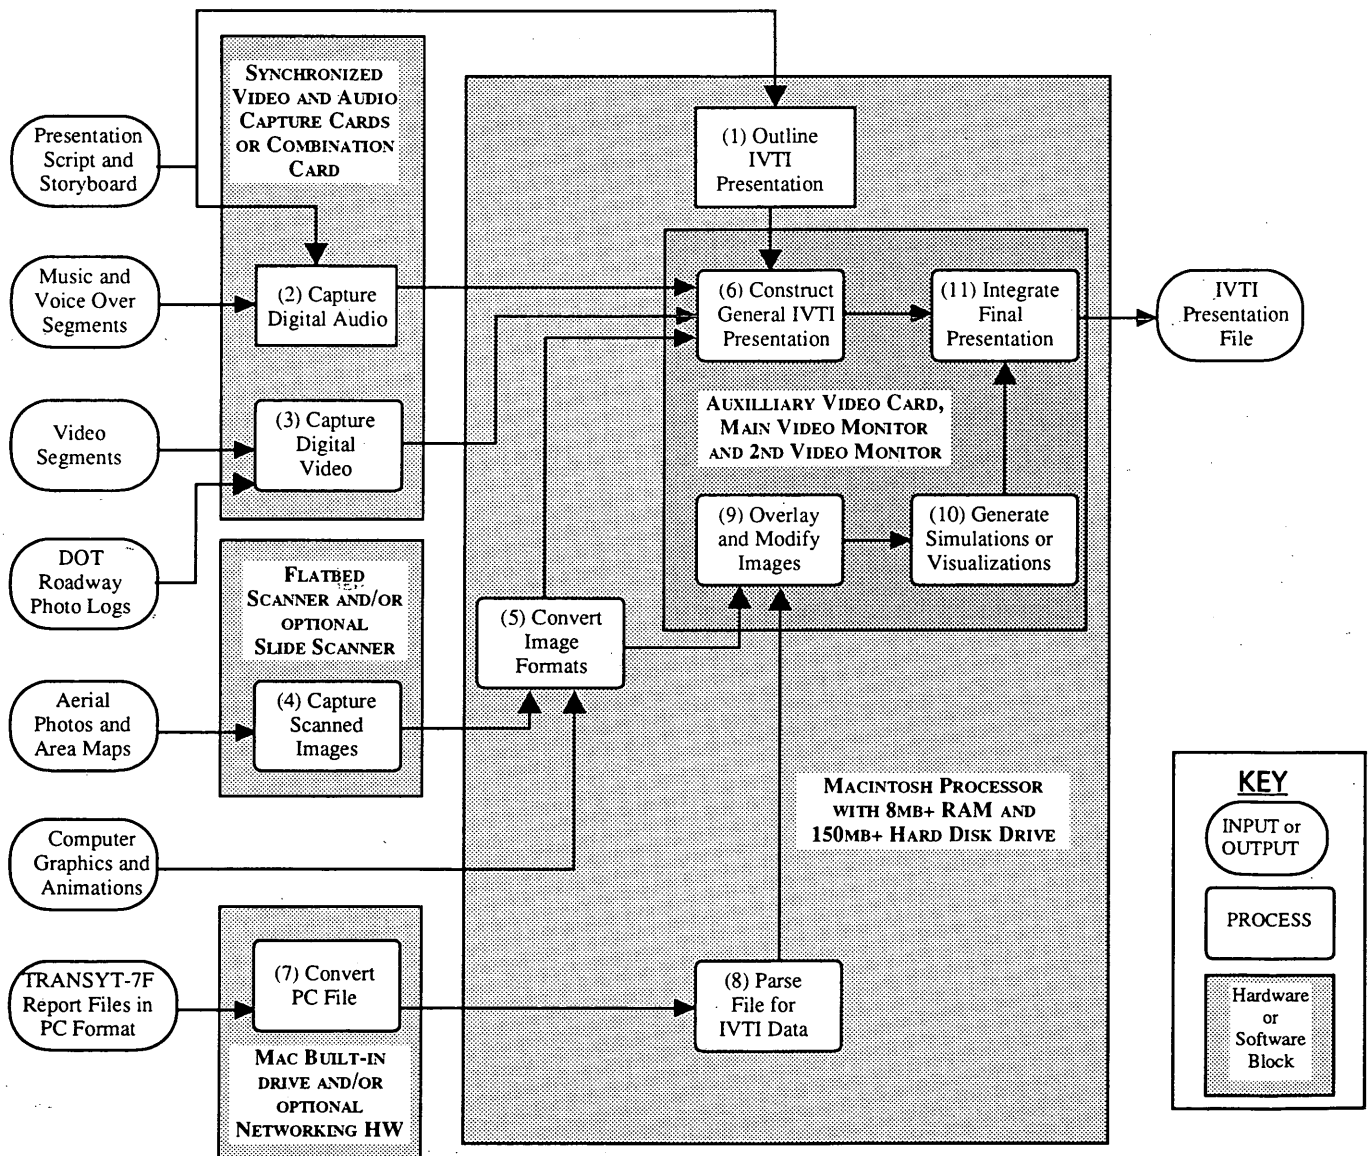 SYNCHRONIZED
VIDEO AND AUDIO
CAPTURE CARDS
OR COMBINATION
CARD
Presentation
Script and
Storyboard
(1) Outline
IVTI
Presentation
Music and
Voice Over
Segments
(2) Capture
Digital Audio
(6) Construct
General IVTI
Presentation
(11) Integrate
Final
Presentation
IVTI
Presentation
File
Video
Segments
(3) Capture
Digital
Video
AUXILLIARY VIDEO CARD,
MAIN VIDEO MONITOR
AND 2ND VIDEO MONITOR
DOT
Roadway
Photo Logs
(9) Overlay
and Modify
Images
(10) Generate
Simulations or
Visualizations
FLATBED
SCANNER AND/OR
OPTIONAL
SLIDE SCANNER
(5) Convert
Image
Formats
Aerial
Photos and
Area Maps
(4) Capture
Scanned
Images
MACINTOSH PROCESSOR
WITH 8MB+ RAM AND
150MB+ HARD DISK DRIVE
Computer
Graphics and
Animations
TRANSYT-7F
Report Files in
PC Format
(7) Convert
PC File
(8) Parse
File for
IVTI Data
MAC BUILT-IN
DRIVE AND/OR
OPTIONAL
NETWORKING HW
KEY
INPUT or
OUTPUT
PROCESS
Hardware
or
Software
Block